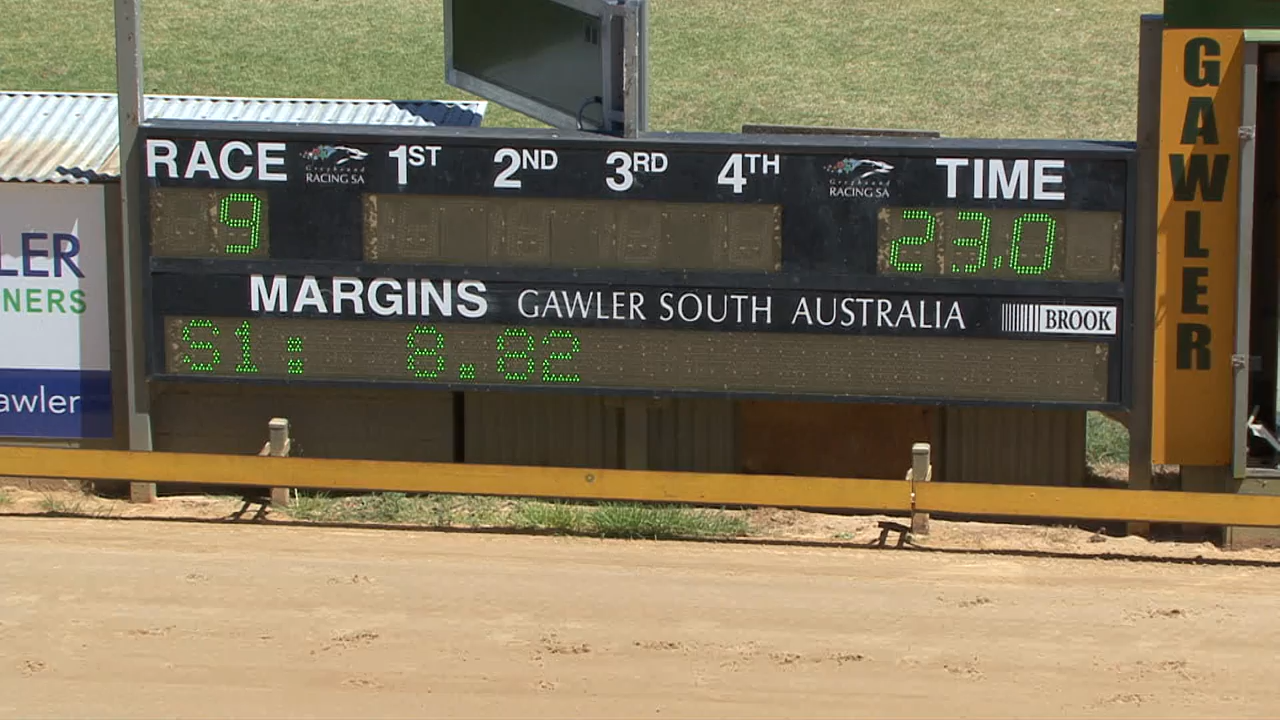 RACE
Greyhound
RACING SA
1ST
2ND
3RD
4TH
Greyhound
RACING SA
TIME
9
23.0
MARGINS
GAWLER SOUTH AUSTRALIA
BROOK
S1: 8.82
LER
NERS
awler
GAWLER